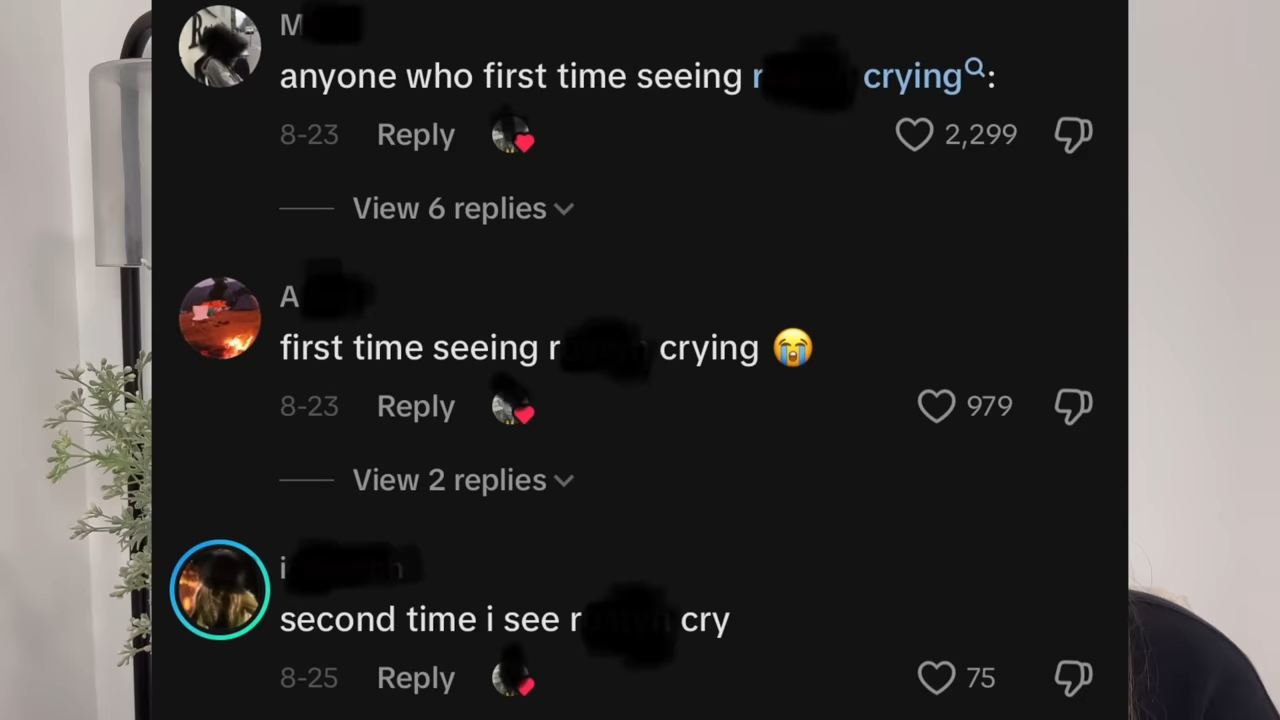 M
anyone who first time seeing r crying:
8-23 Reply 2,299
View 6 replies
A
first time seeing r crying 😭
8-23 Reply 979
View 2 replies
i
second time i see r cry
8-25 Reply 75